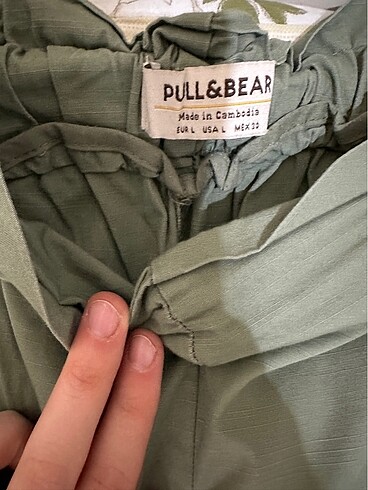 PULL&BEAR
Made in Cambodia
EUR L USA L MEX 30